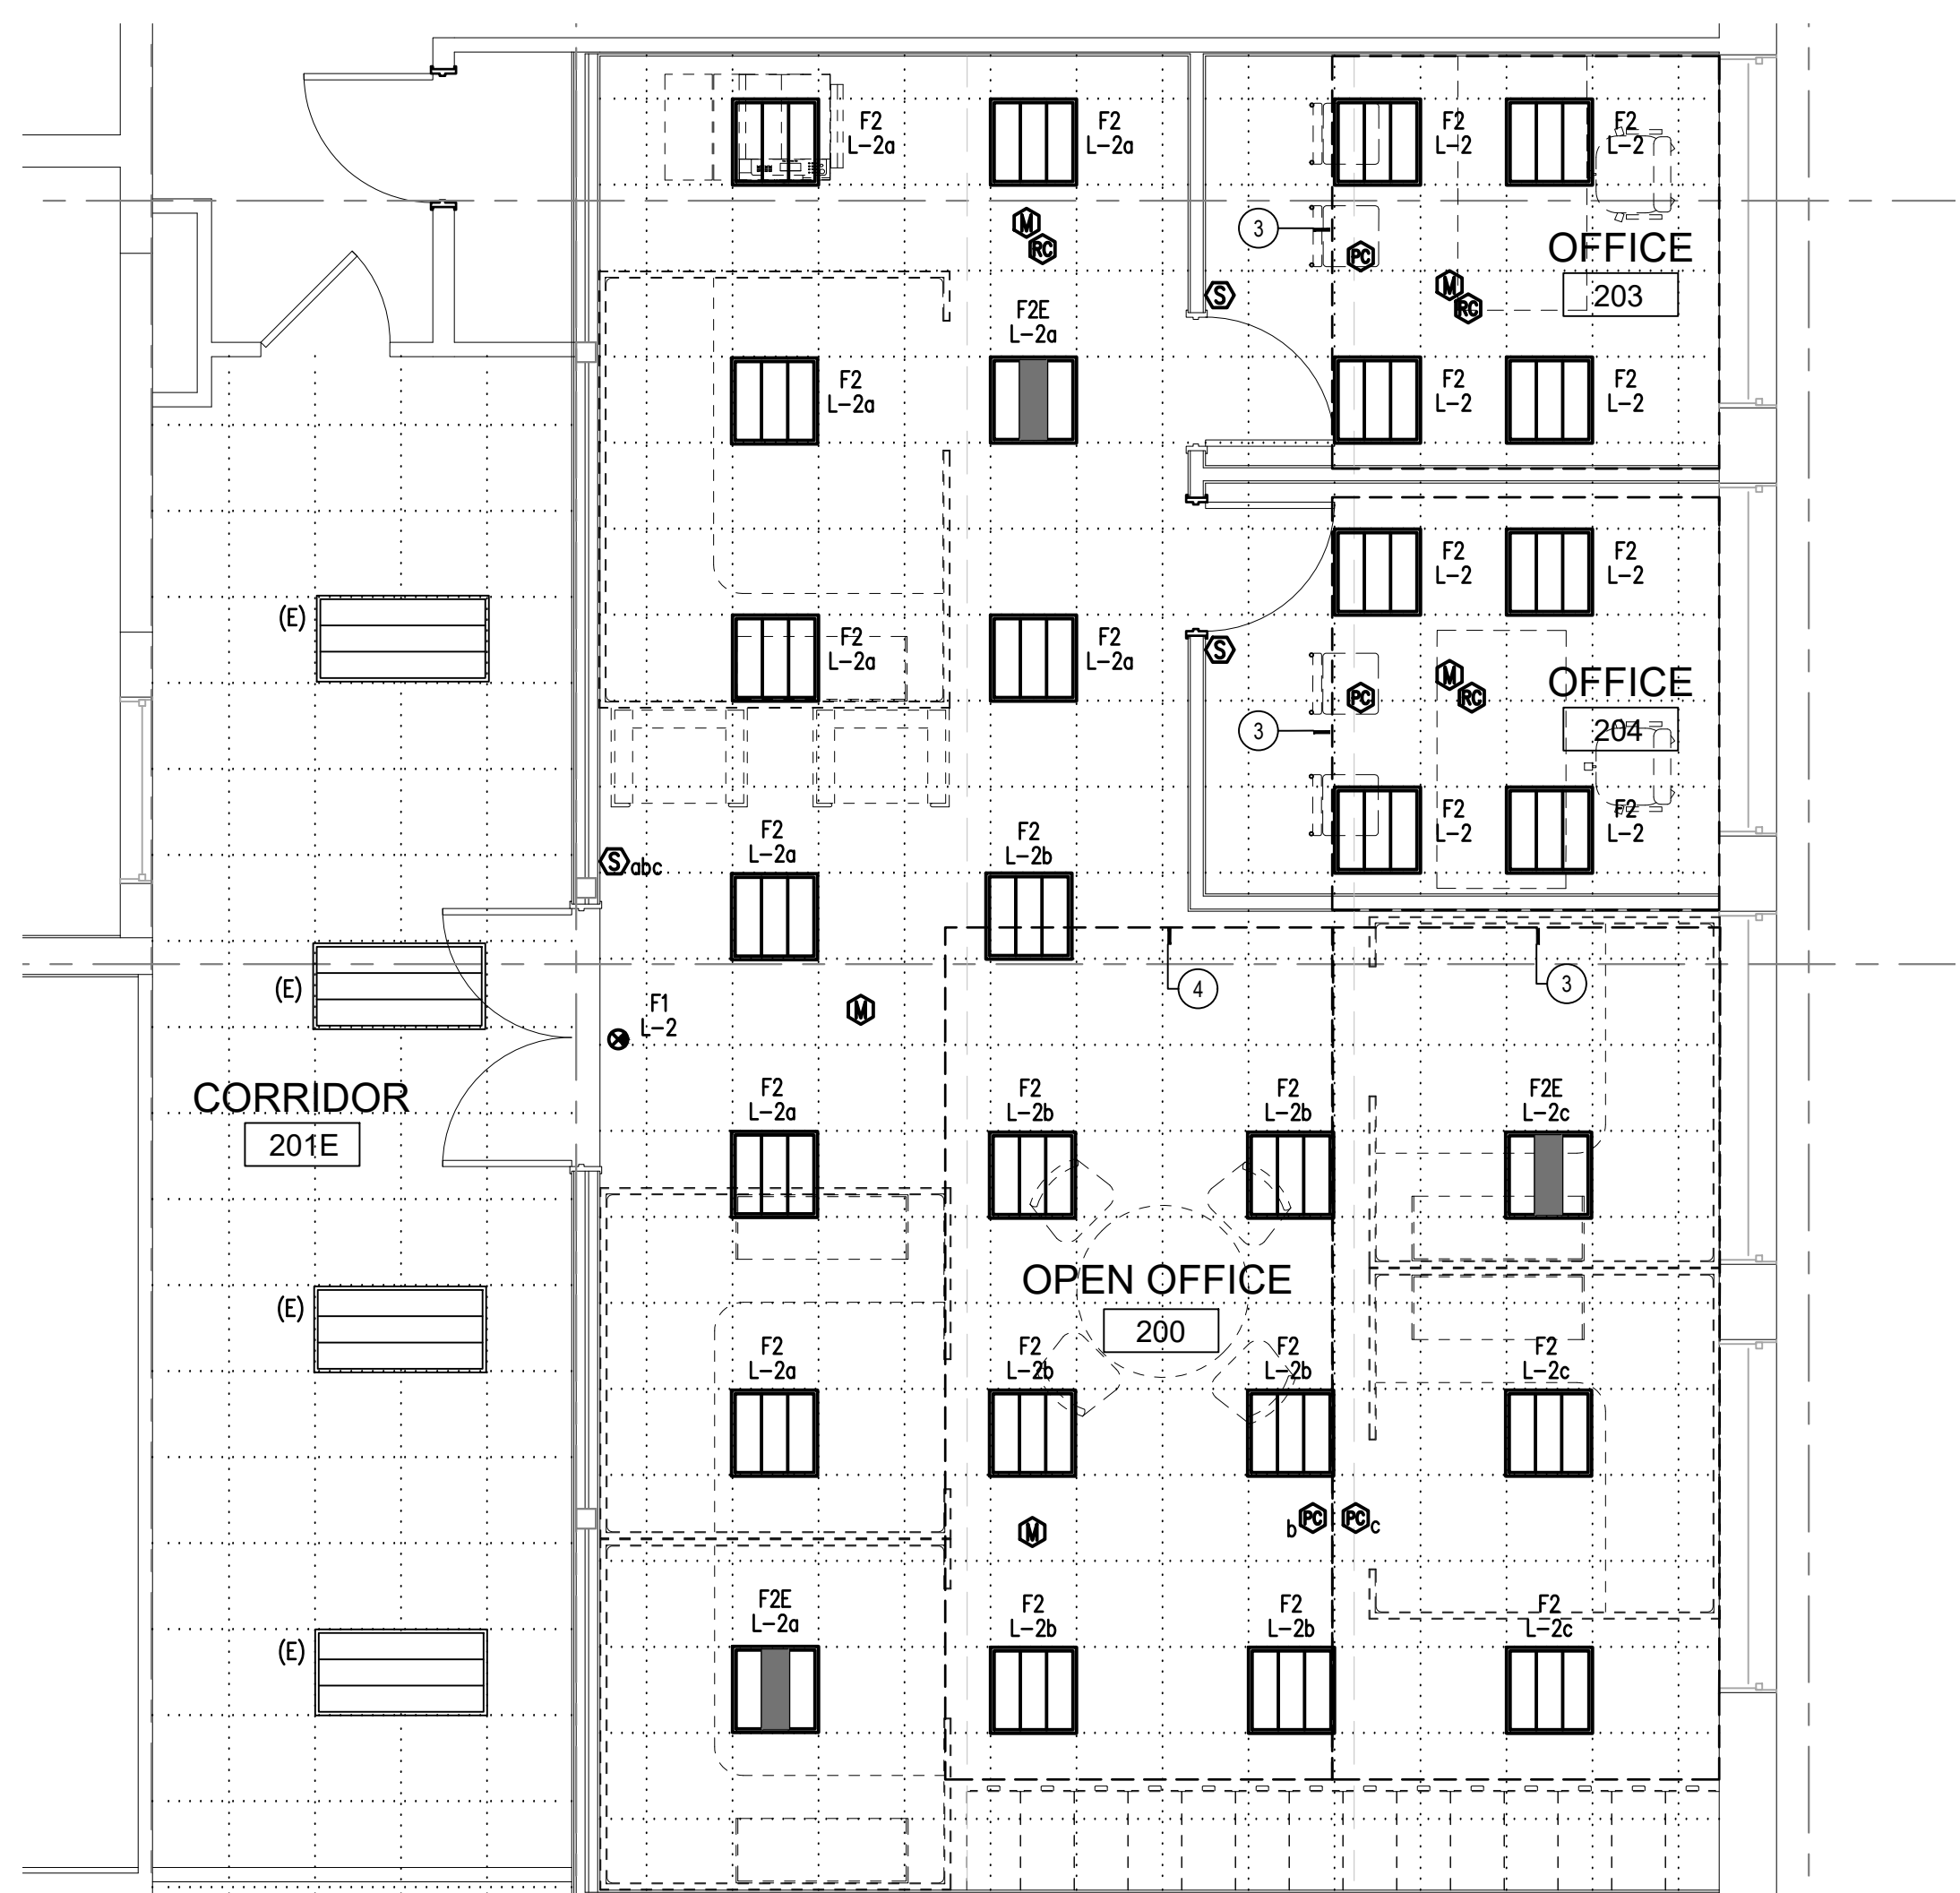 F2
L-2a
F2
L-2a
F2
L-2
F2
L-2
M
RC
3
PC
OFFICE
203
M
RC
S
F2E
L-2a
F2
L-2a
F2
L-2
F2
L-2
F2
L-2
F2
L-2
(E)
F2
L-2a
F2
L-2a
S
M
RC
PC
OFFICE
204
3
F2
L-2
F2
L-2
F2
L-2a
F2
L-2b
S abc
(E)
F1
L-2
M
4
3
CORRIDOR
201E
F2
L-2a
F2
L-2b
F2
L-2b
F2E
L-2c
OPEN OFFICE
200
(E)
F2
L-2a
F2
L-2b
F2
L-2b
F2
L-2c
M
b PC
PC c
(E)
F2E
L-2a
F2
L-2b
F2
L-2b
F2
L-2c